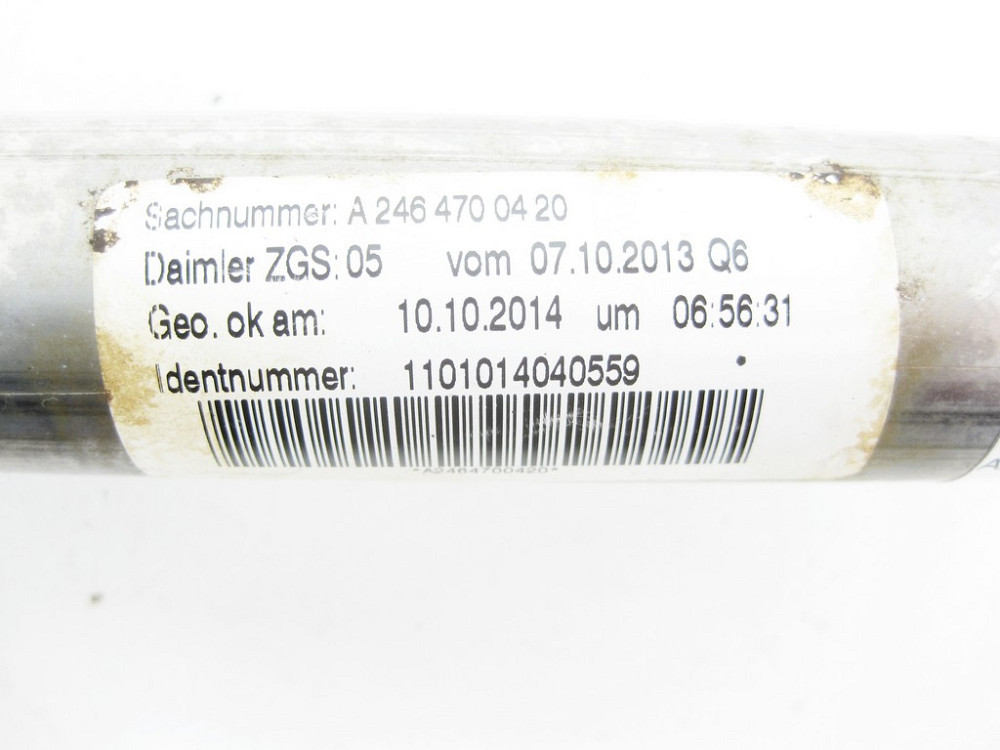 Sachnummer: A 246 470 04 20
Daimler ZGS: 05 vom 07.10.2013 Q6
Geo. ok am: 10.10.2014 um 06:56:31
Identnummer: 1101014040559
*A2464700420*